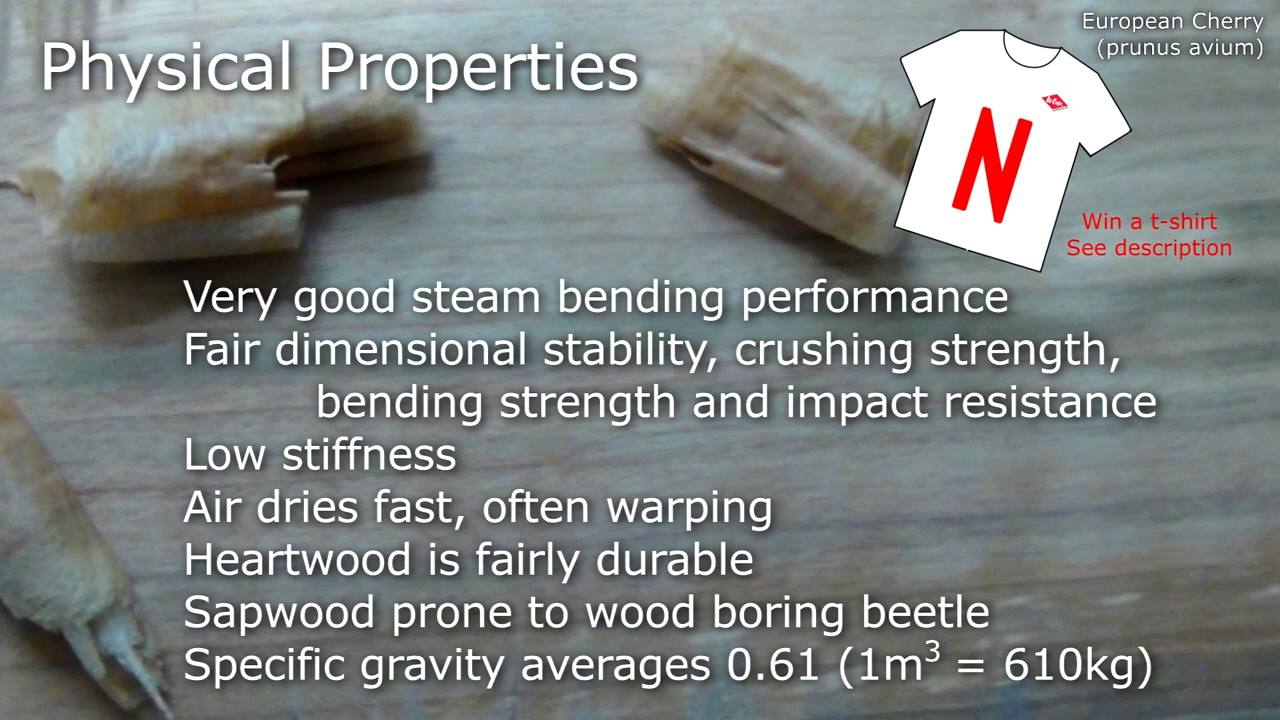 Physical Properties
European Cherry
(prunus avium)
N
Win a t-shirt
See description
Very good steam bending performance
Fair dimensional stability, crushing strength,
bending strength and impact resistance
Low stiffness
Air dries fast, often warping
Heartwood is fairly durable
Sapwood prone to wood boring beetle
Specific gravity averages 0.61 (1m³ = 610kg)